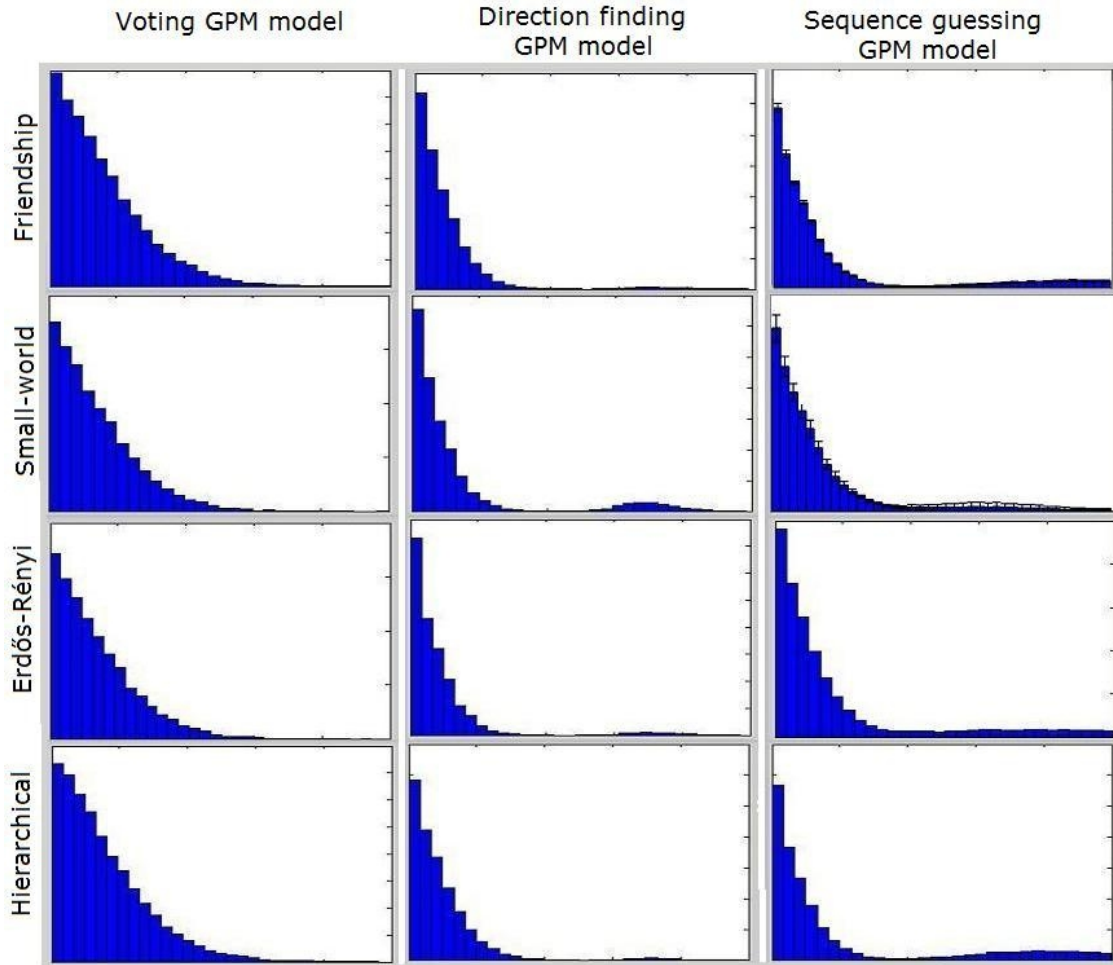 Voting GPM model
Direction finding
GPM model
Sequence guessing
GPM model
Friendship
Small-world
Erdős-Rényi
Hierarchical